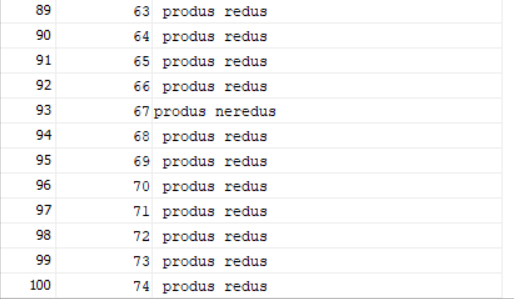 89 63 produs redus
90 64 produs redus
91 65 produs redus
92 66 produs redus
93 67 produs neredus
94 68 produs redus
95 69 produs redus
96 70 produs redus
97 71 produs redus
98 72 produs redus
99 73 produs redus
100 74 produs redus